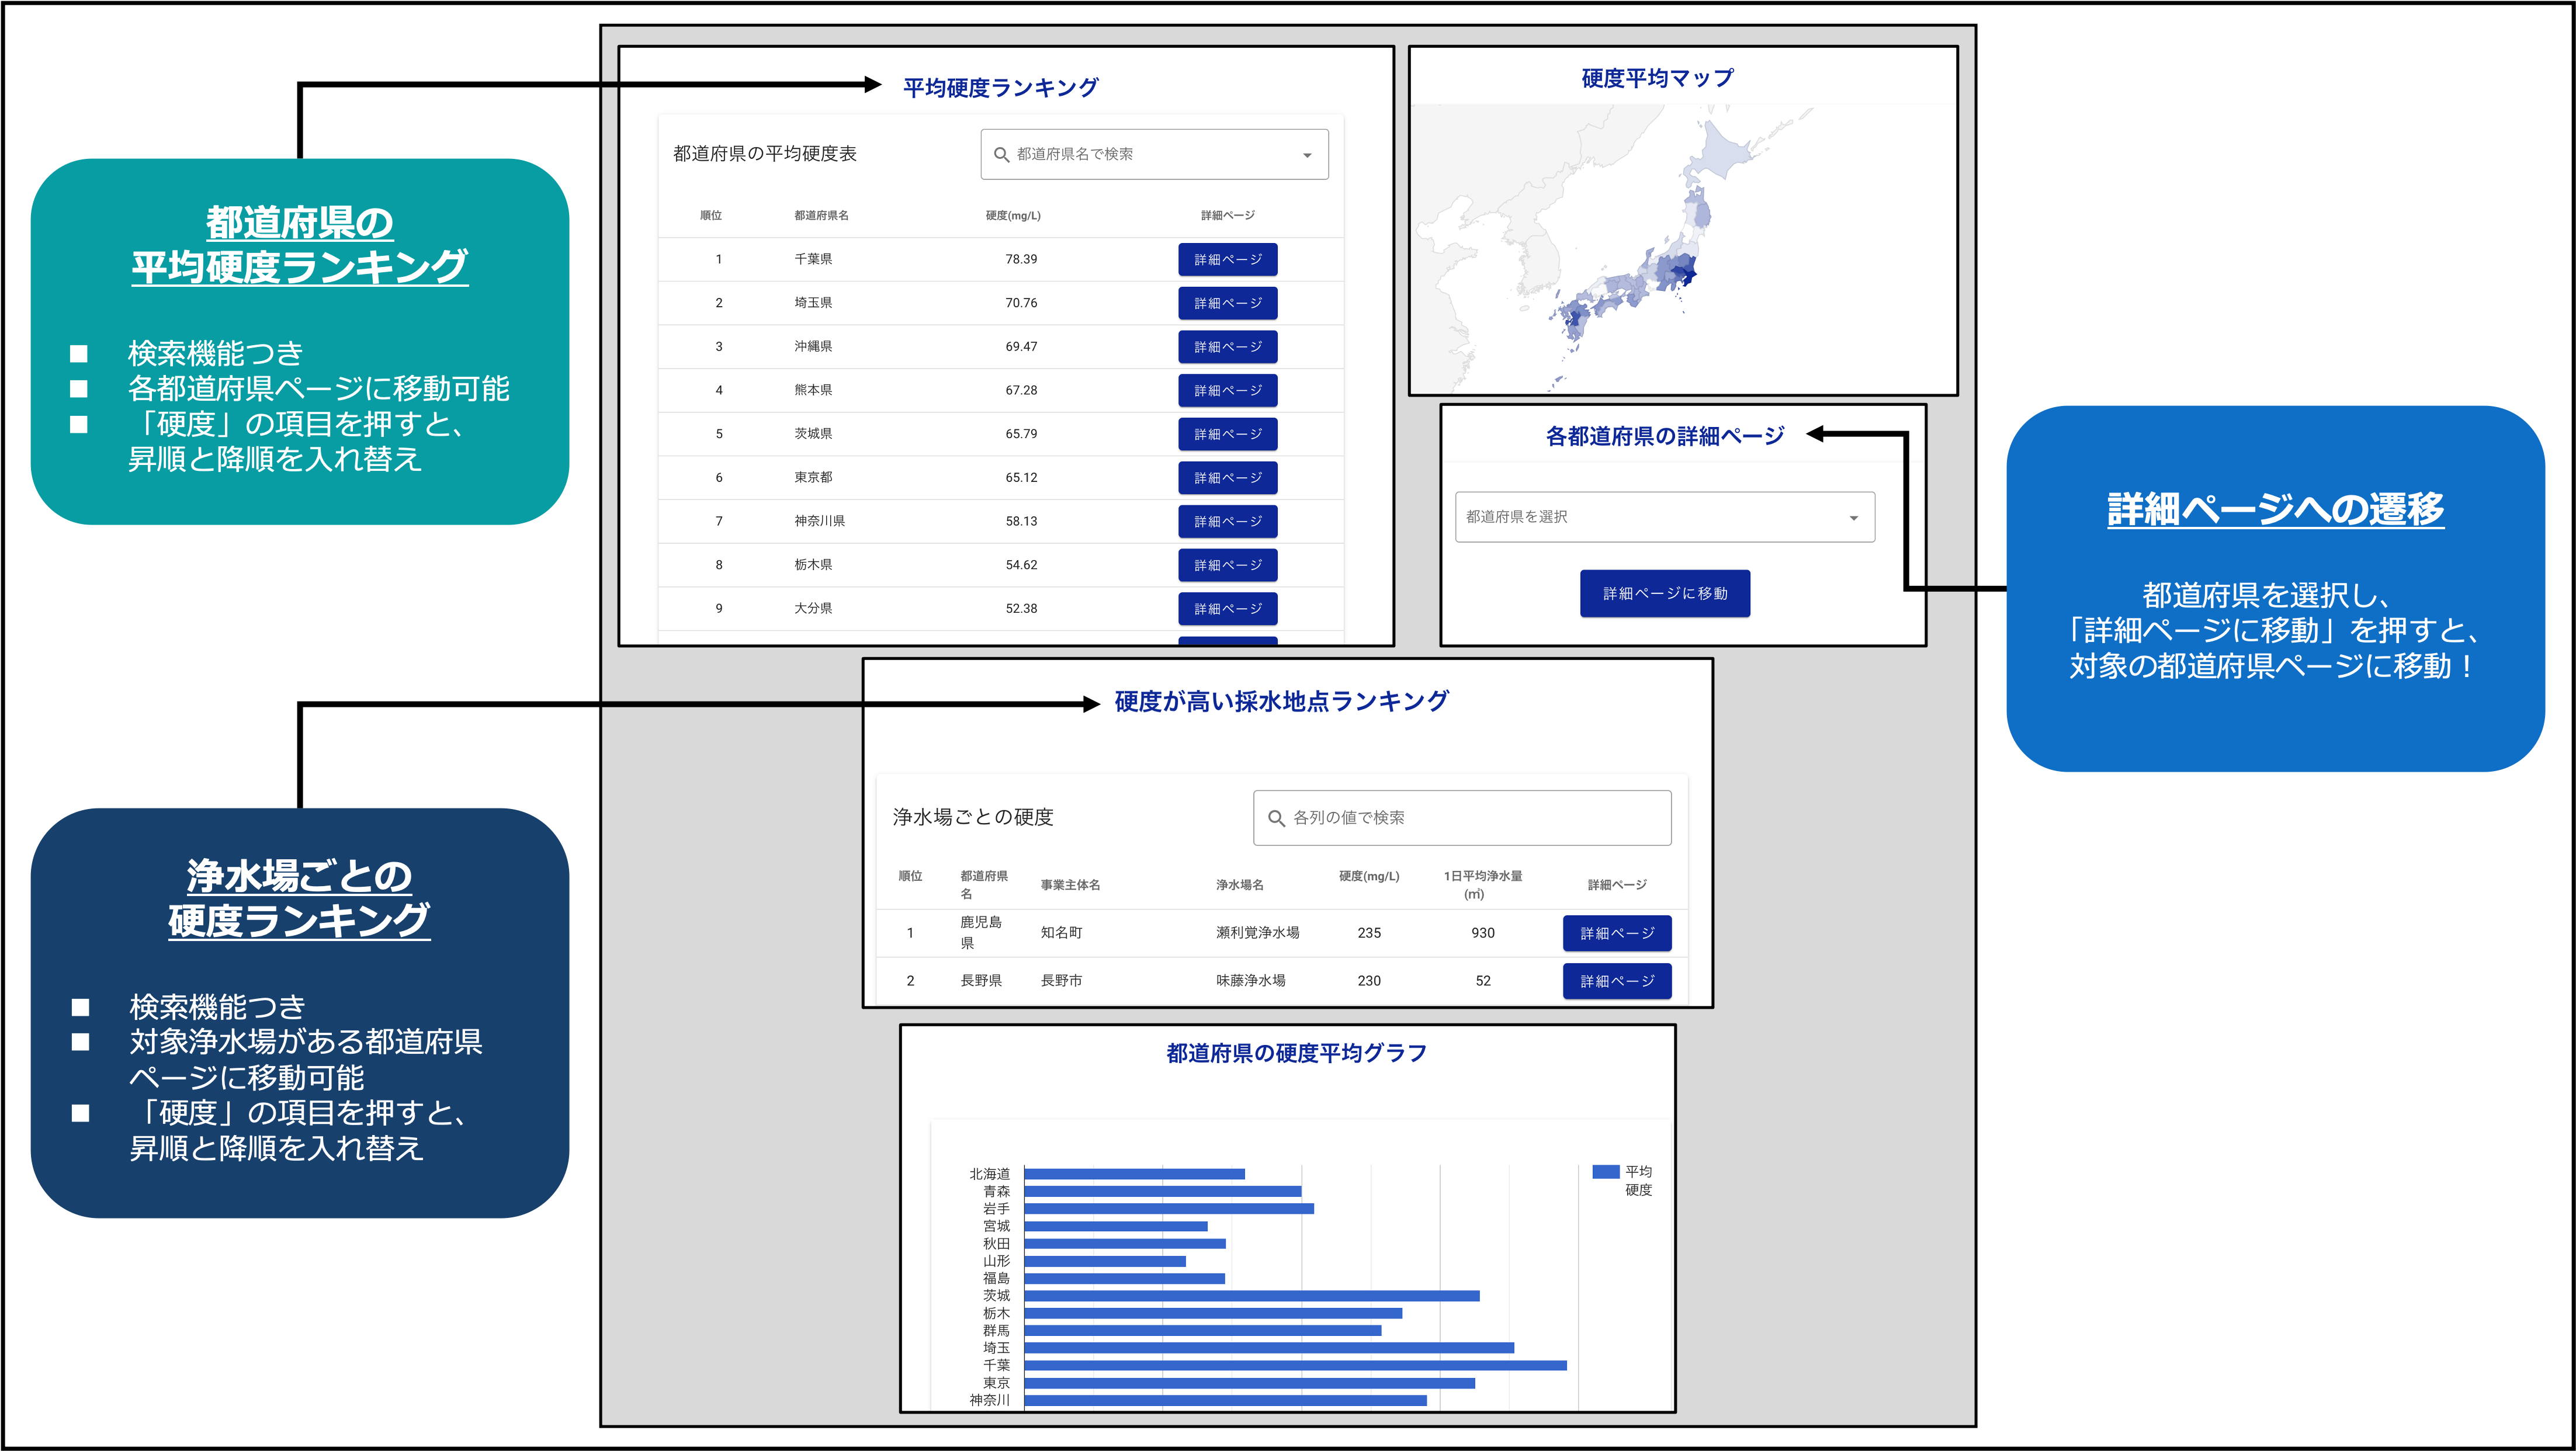 都道府県の
平均硬度ランキング
検索機能つき
各都道府県ページに移動可能
「硬度」の項目を押すと、
昇順と降順を入れ替え
浄水場ごとの
硬度ランキング
検索機能つき
対象浄水場がある都道府県
ページに移動可能
「硬度」の項目を押すと、
昇順と降順を入れ替え
平均硬度ランキング
都道府県の平均硬度表
都道府県名で検索
順位 都道府県名 硬度(mg/L) 詳細ページ
1 千葉県 78.39 詳細ページ
2 埼玉県 70.76 詳細ページ
3 沖縄県 69.47 詳細ページ
4 熊本県 67.28 詳細ページ
5 茨城県 65.79 詳細ページ
6 東京都 65.12 詳細ページ
7 神奈川県 58.13 詳細ページ
8 栃木県 54.62 詳細ページ
9 大分県 52.38 詳細ページ
硬度平均マップ
各都道府県の詳細ページ
都道府県を選択
詳細ページに移動
硬度が高い採水地点ランキング
浄水場ごとの硬度
各列の値で検索
順位 都道府県名 事業主体名 浄水場名 硬度(mg/L) 1日平均浄水量(㎥) 詳細ページ
1 鹿児島県 知名町 瀬利覚浄水場 235 930 詳細ページ
2 長野県 長野市 味藤浄水場 230 52 詳細ページ
都道府県の硬度平均グラフ
北海道
青森
岩手
宮城
秋田
山形
福島
茨城
栃木
群馬
埼玉
千葉
東京
神奈川
平均
硬度
詳細ページへの遷移
都道府県を選択し、
「詳細ページに移動」を押すと、
対象の都道府県ページに移動！